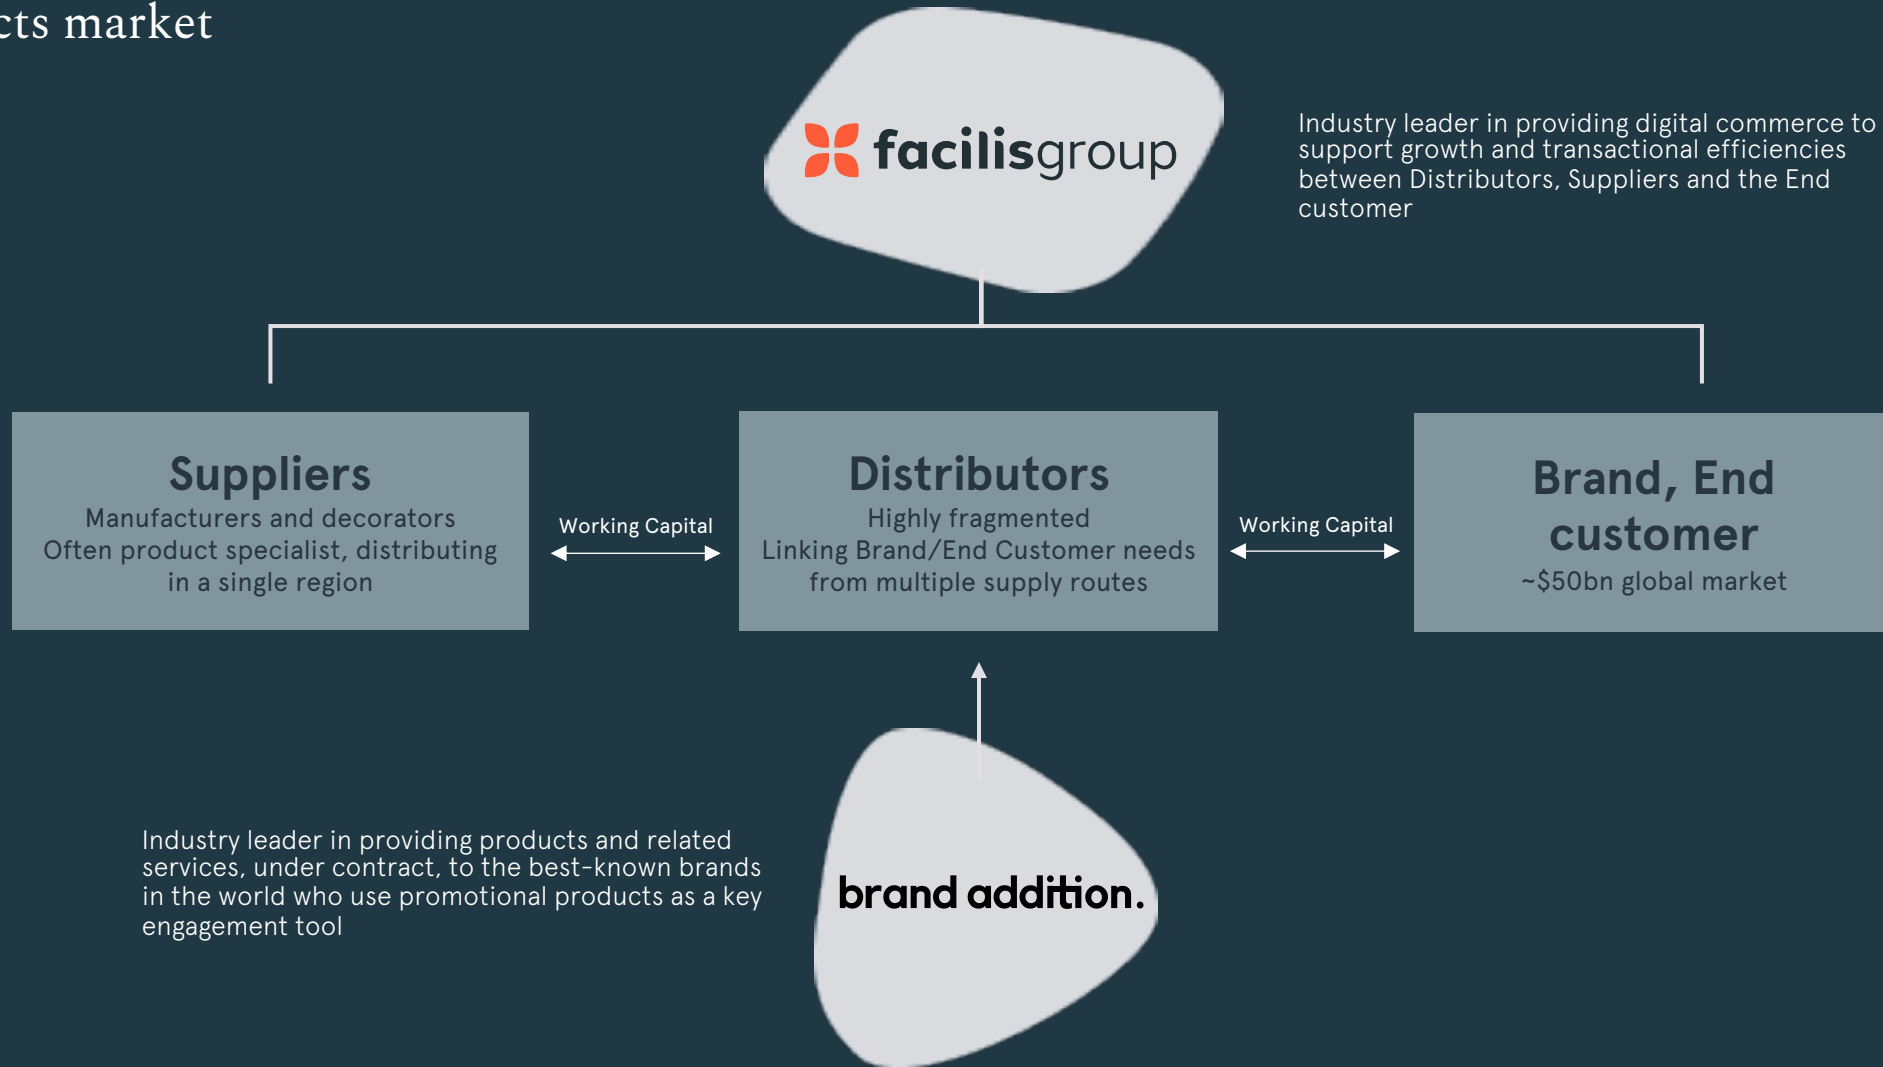 cts market
facilisgroup
Industry leader in providing digital commerce to
support growth and transactional efficiencies
between Distributors, Suppliers and the End
customer
Suppliers
Manufacturers and decorators
Often product specialist, distributing
in a single region
Working Capital
Distributors
Highly fragmented
Linking Brand/End Customer needs
from multiple supply routes
Working Capital
Brand, End
customer
~$50bn global market
Industry leader in providing products and related
services, under contract, to the best-known brands
in the world who use promotional products as a key
engagement tool
brand addition.